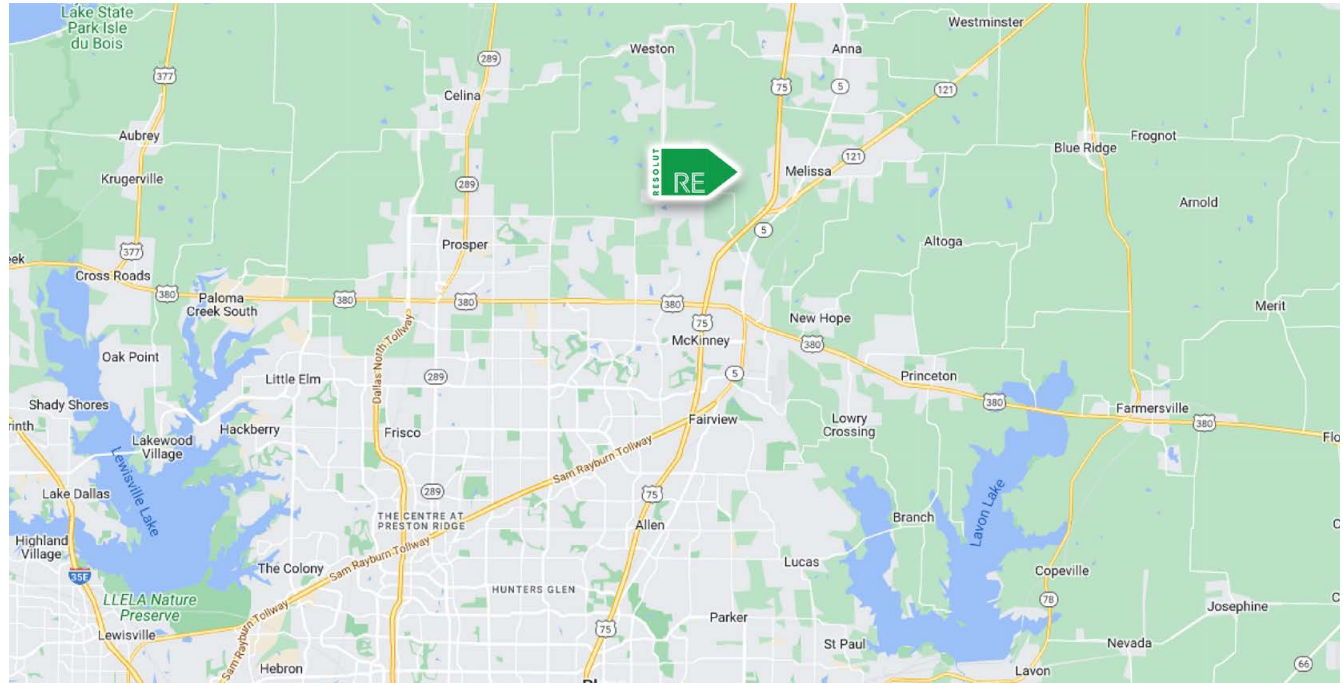 Lake State
Park Isle
du Bois
Westminster
Weston
Anna
289
377
75
5
121
Celina
Aubrey
Frognot
Blue Ridge
RESOLUT
RE
121
Melissa
Krugerville
289
Arnold
5
Altoga
377
Prosper
Cross Roads
380
Paloma
Creek South
380
380
380
Merit
75
New Hope
McKinney
380
Oak Point
Dallas North Tollway
Little Elm
289
5
Princeton
380
Farmersville
380
Shady Shores
Hackberry
Frisco
Fairview
Lowry
Crossing
Lakewood
Village
Sam Rayburn Tollway
Lewisville Lake
Lake Dallas
289
75
Lavon Lake
THE CENTRE AT
PRESTON RIDGE
Branch
Allen
Highland
Village
Sam Rayburn Tollway
35E
The Colony
Lucas
Copeville
HUNTERS GLEN
LLELA Nature
Preserve
78
Josephine
Parker
75
Lewisville
St Paul
Nevada
Sam Rayburn Tollway
Hebron
Lavon
66